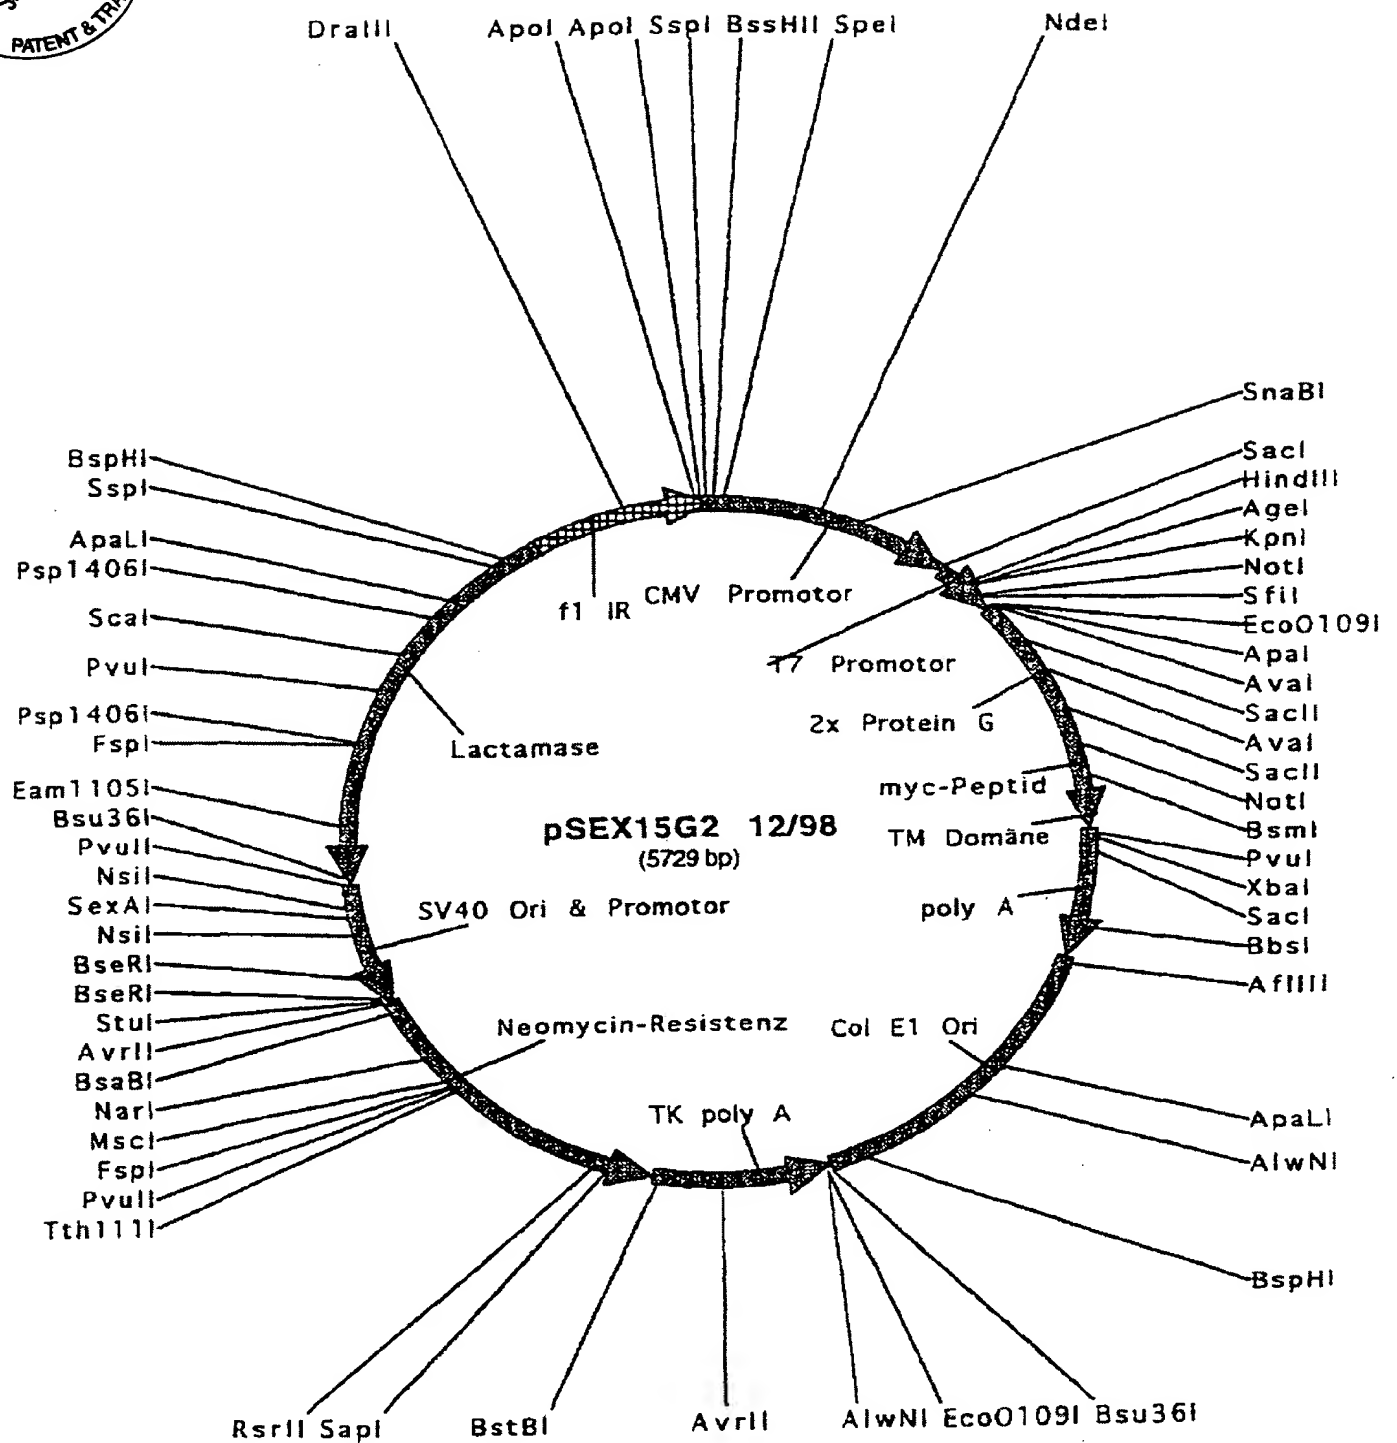 PATENT & TRA
DraIII ApoI ApoI SspI BssHII SpeI NdeI
SnaBI
SacI
HindIII
AgeI
KpnI
NotI
SfiI
EcoO109I
ApaI
AvaI
SacII
AvaI
SacII
NotI
BsmI
PvuI
XbaI
SacI
BbsI
AflIII
ApaLI
AlwNI
BspHI
BspHI
SspI
ApaLI
Psp1406I
ScaI
PvuI
Psp1406I
FspI
Eam1105I
Bsu36I
PvuII
NsiI
SexAI
NsiI
BseRI
BseRI
StuI
AvrII
BsaBI
NarI
MscI
FspI
PvuII
Tth111I
f1 IR
CMV Promotor
T7 Promotor
2x Protein G
Lactamase
myc-Peptid
pSEX15G2 12/98
(5729 bp)
TM Domäne
SV40 Ori & Promotor
poly A
Neomycin-Resistenz
Col E1 Ori
TK poly A
RsrII SapI BstBI AvrII AlwNI EcoO109I Bsu36I